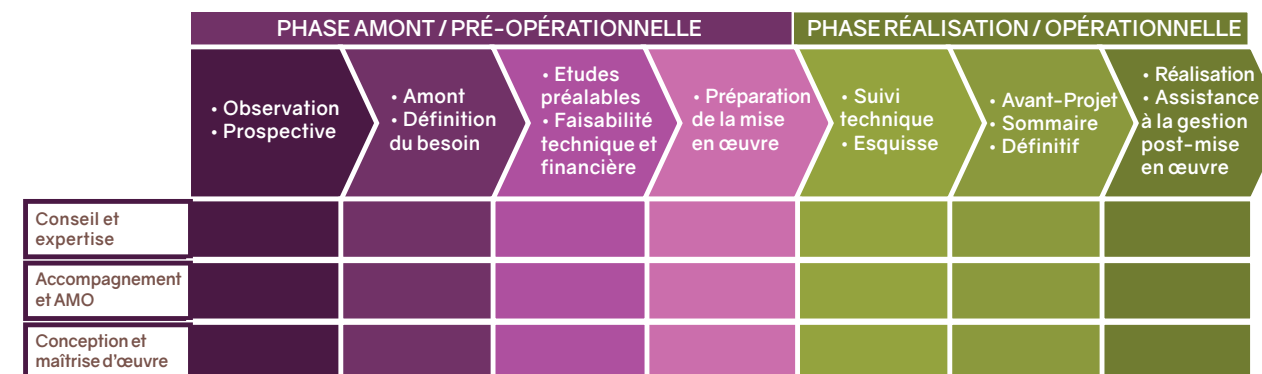 PHASE AMONT / PRÉ-OPÉRATIONNELLE
PHASE RÉALISATION / OPÉRATIONNELLE
• Observation
• Prospective
• Amont
• Définition
du besoin
• Etudes
préalables
• Faisabilité
technique et
financière
• Préparation
de la mise
en œuvre
• Suivi
technique
• Esquisse
• Avant-Projet
• Sommaire
• Définitif
• Réalisation
• Assistance
à la gestion
post-mise
en œuvre
Conseil et
expertise
Accompagnement
et AMO
Conception et
maîtrise d’œuvre